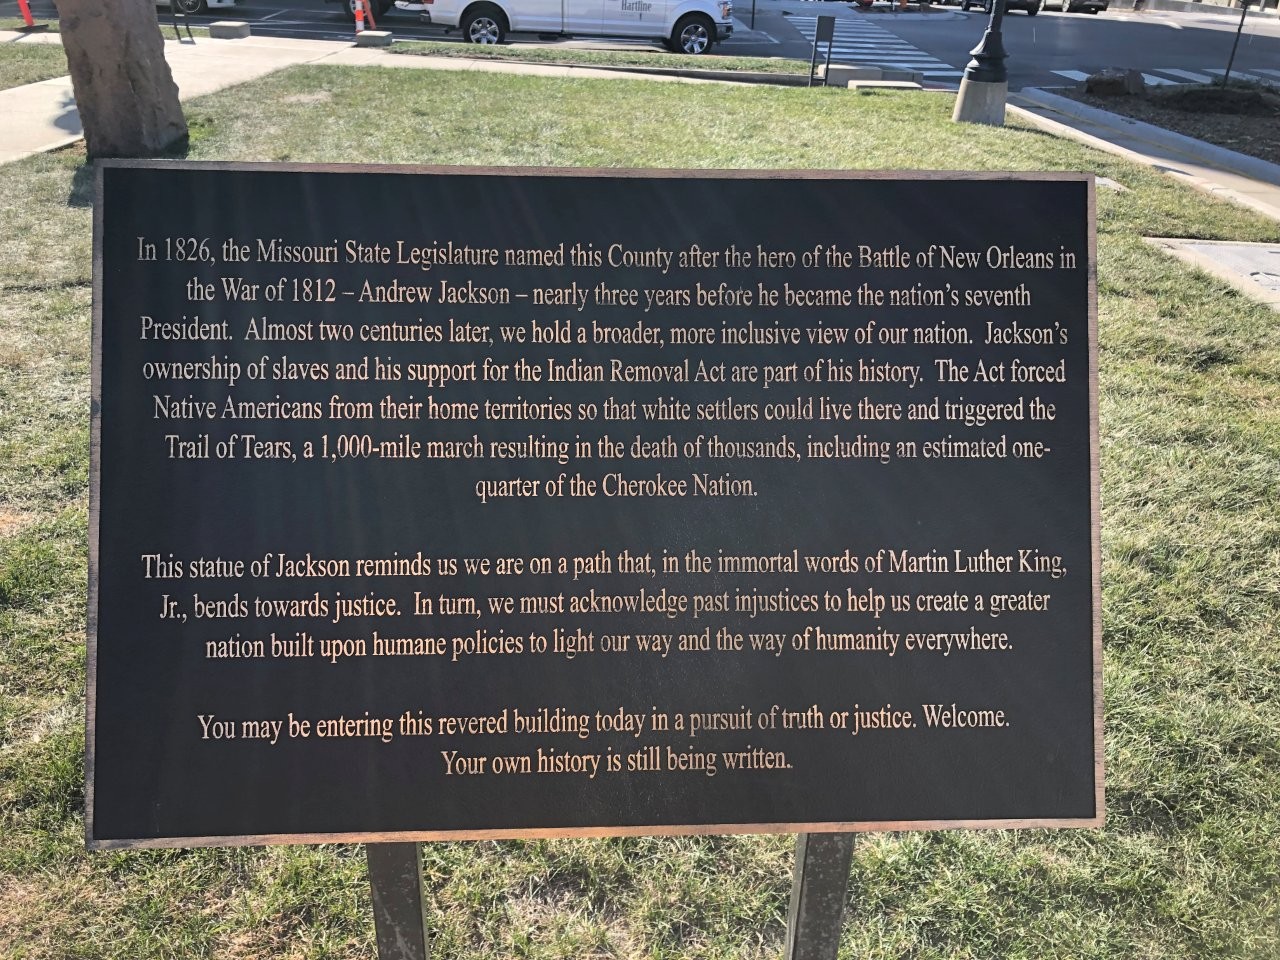 Hartline
In 1826, the Missouri State Legislature named this County after the hero of the Battle of New Orleans in
the War of 1812 – Andrew Jackson – nearly three years before he became the nation's seventh
President.  Almost two centuries later, we hold a broader, more inclusive view of our nation.  Jackson's
ownership of slaves and his support for the Indian Removal Act are part of his history.  The Act forced
Native Americans from their home territories so that white settlers could live there and triggered the
Trail of Tears, a 1,000-mile march resulting in the death of thousands, including an estimated one-
quarter of the Cherokee Nation.
This statue of Jackson reminds us we are on a path that, in the immortal words of Martin Luther King,
Jr., bends towards justice.  In turn, we must acknowledge past injustices to help us create a greater
nation built upon humane policies to light our way and the way of humanity everywhere.
You may be entering this revered building today in a pursuit of truth or justice. Welcome.
Your own history is still being written.